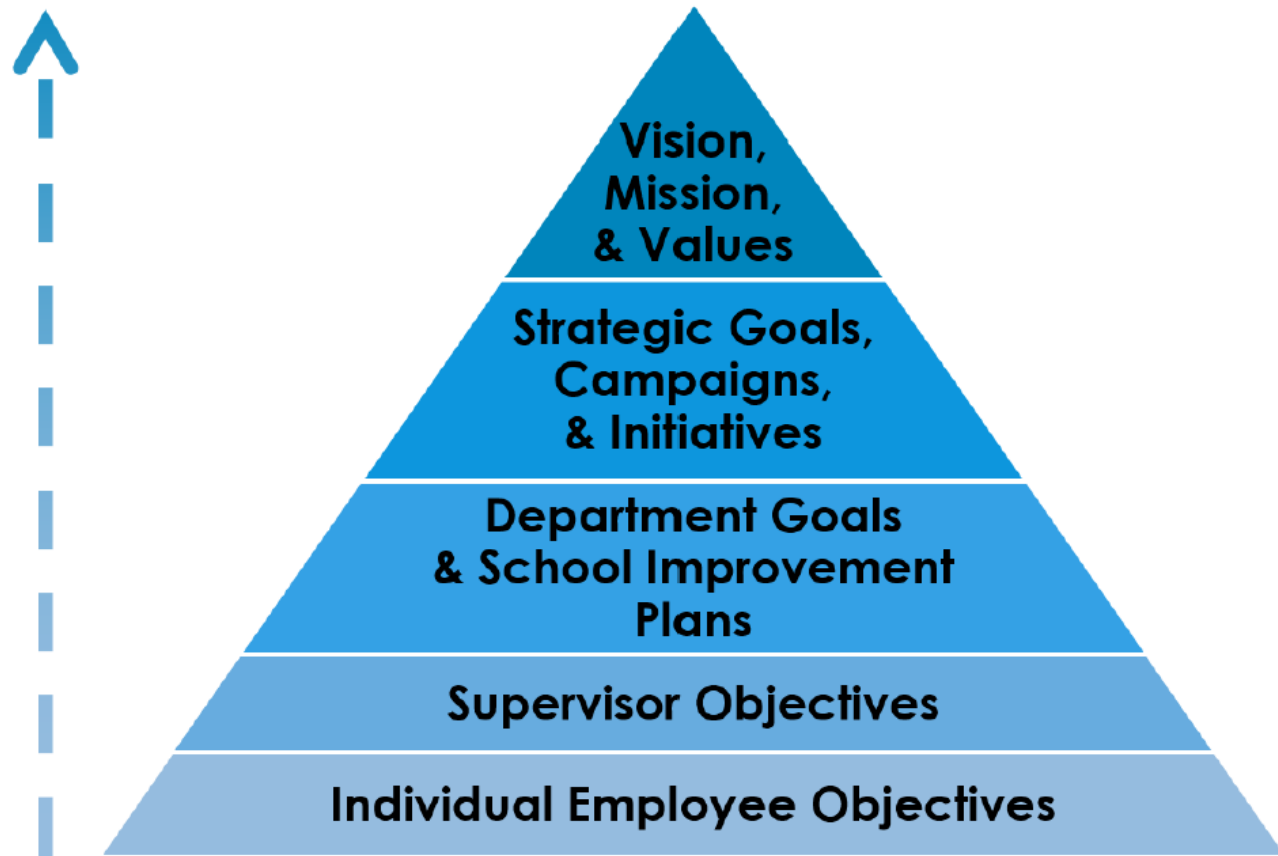 Vision,
Mission,
& Values
Strategic Goals,
Campaigns,
& Initiatives
Department Goals
& School Improvement
Plans
Supervisor Objectives
Individual Employee Objectives